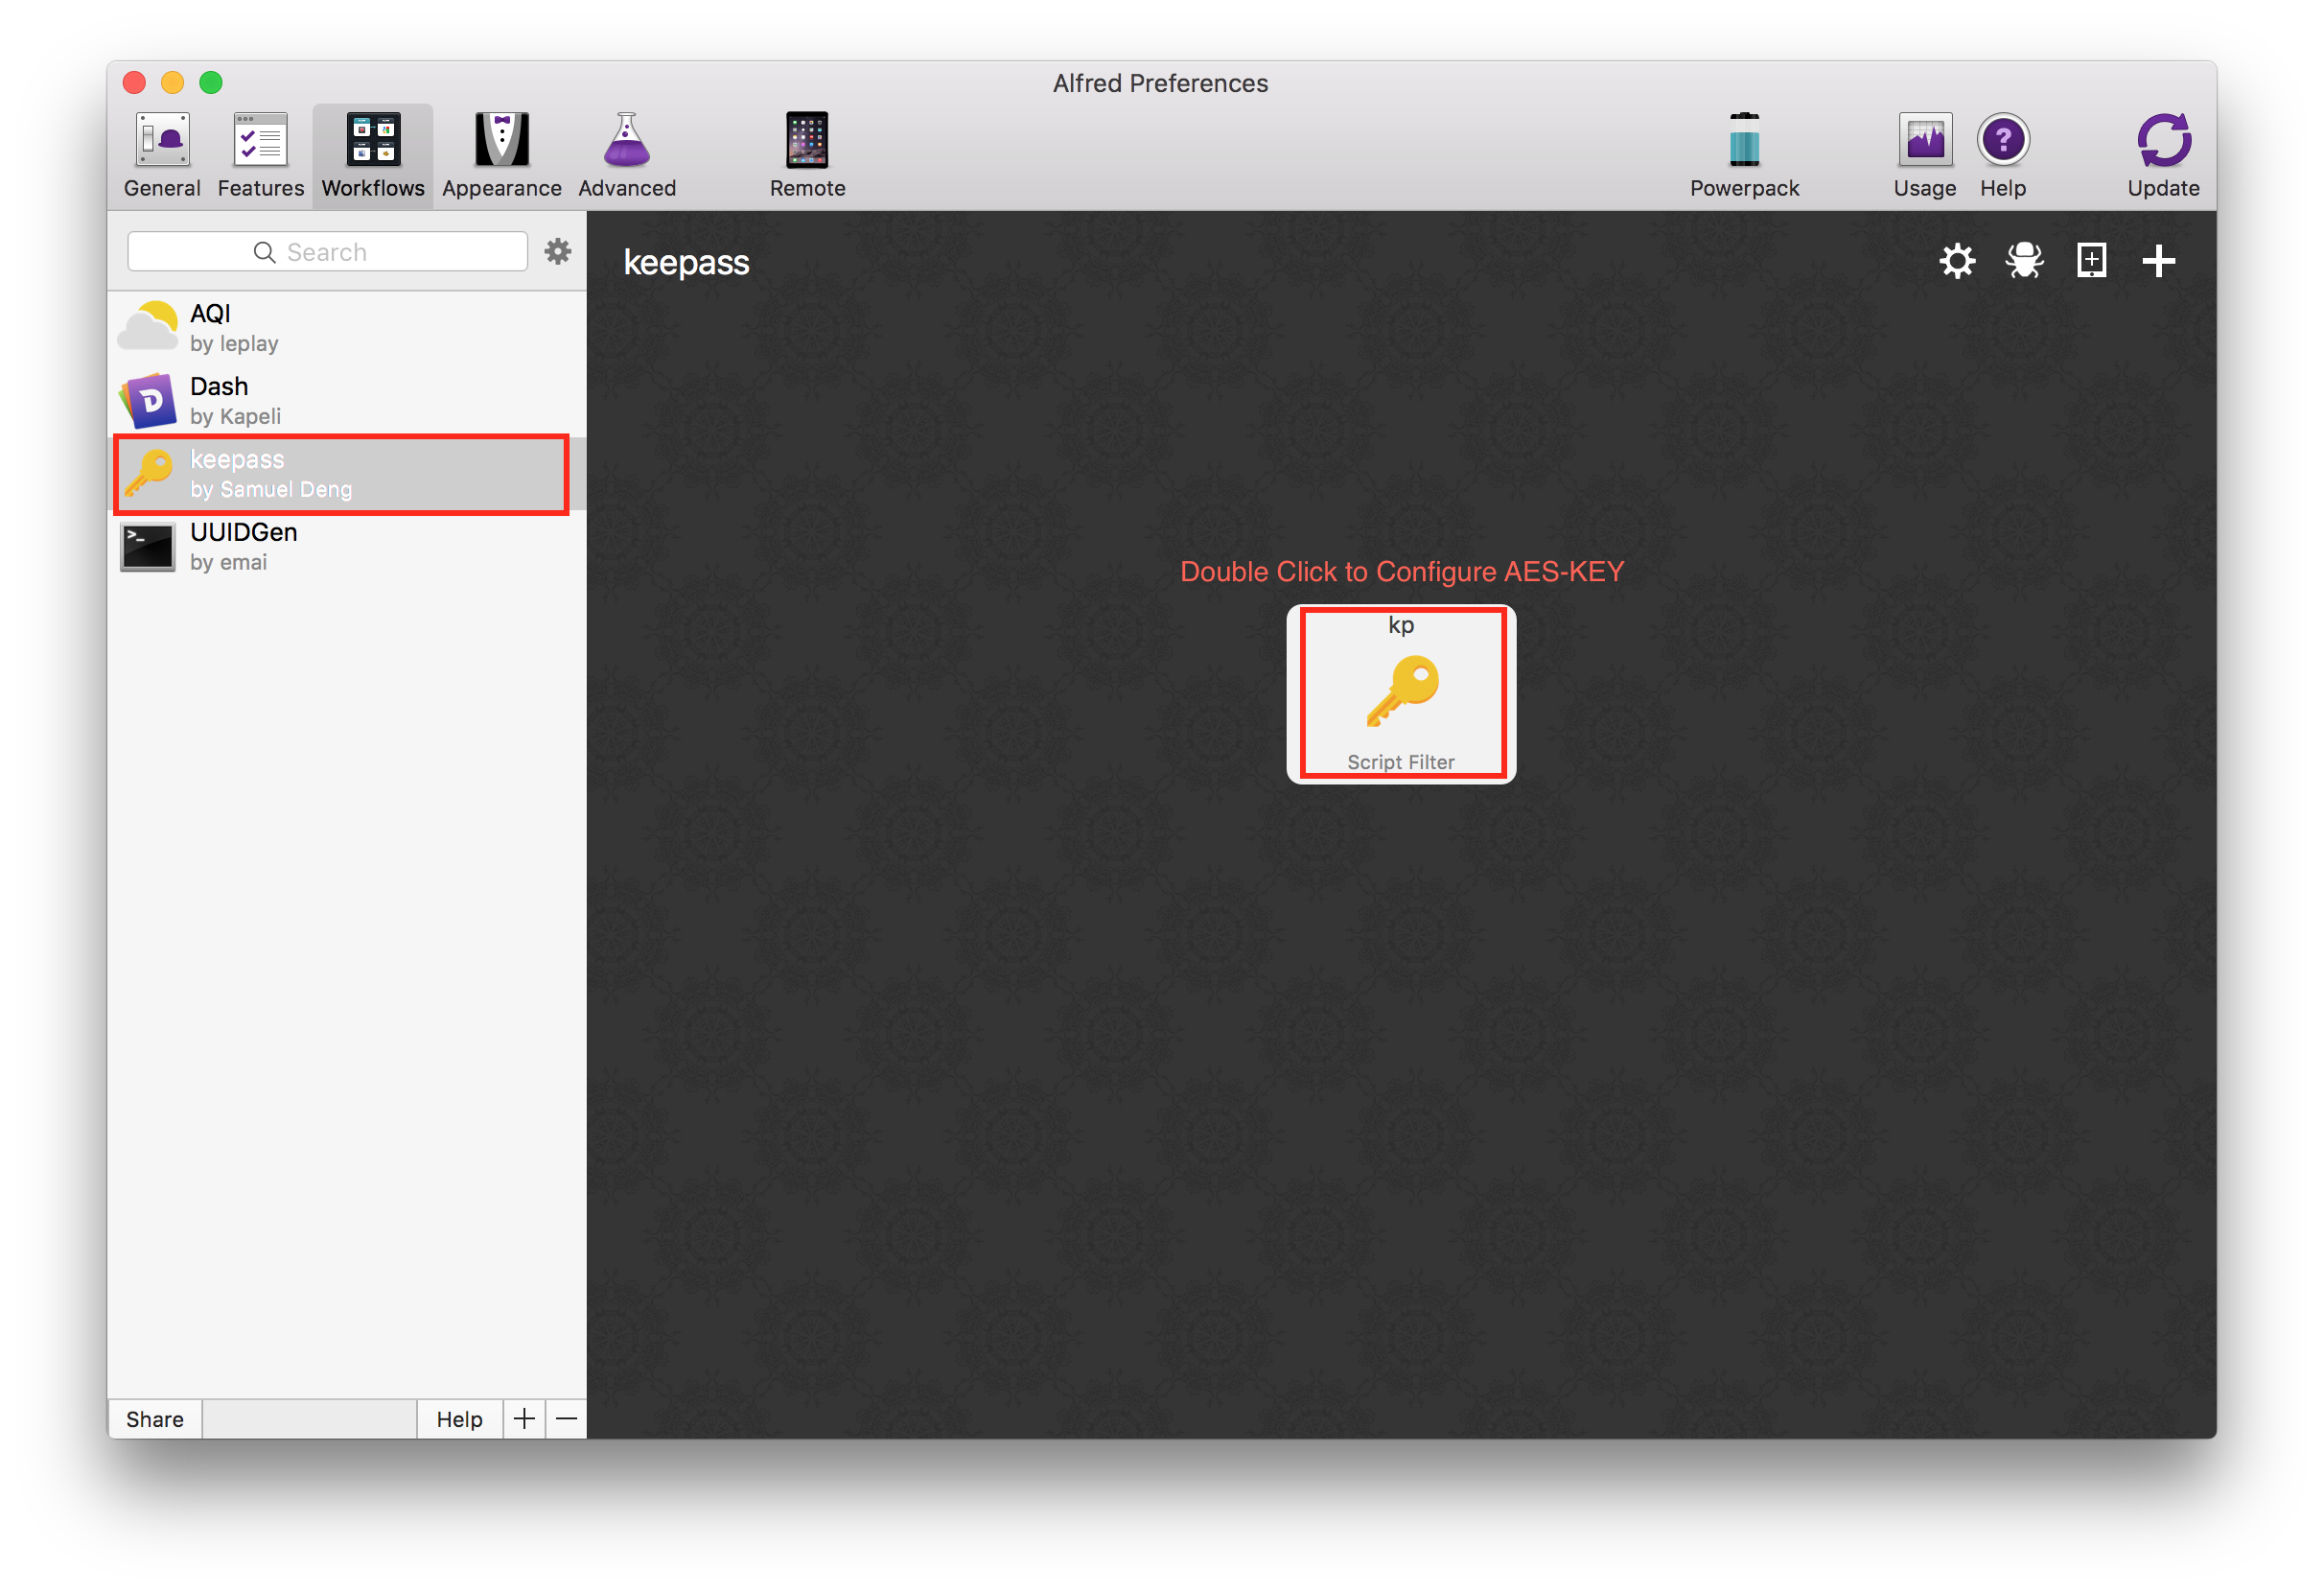 Alfred Preferences
General Features Workflows Appearance Advanced Remote Powerpack Usage Help Update
Search
AQI
by leplay
Dash
by Kapeli
keepass
by Samuel Deng
UUIDGen
by emai
Share Help
keepass
Double Click to Configure AES-KEY
kp
Script Filter